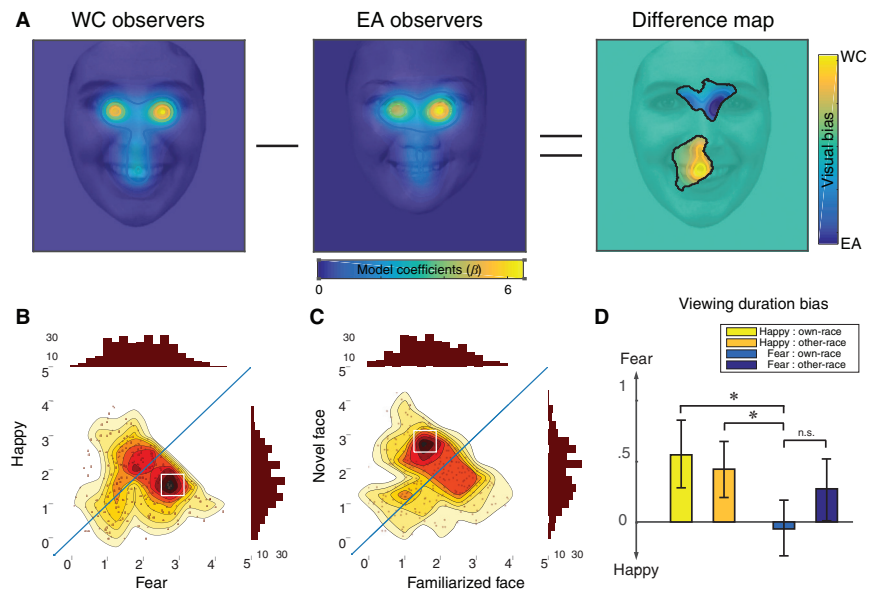 A
WC observers
EA observers
Difference map
WC
Visual bias
EA
Model coefficients (β)
0
6
B
30
10
5
4
3
2
1
0
Happy
0
1
2
3
4
5
10
30
Fear
C
30
10
5
4
3
2
1
0
Novel face
0
1
2
3
4
5
10
30
Familiarized face
D
Viewing duration bias
Happy : own-race
Happy : other-race
Fear : own-race
Fear : other-race
Fear
1
.5
0
Happy
*
*
n.s.